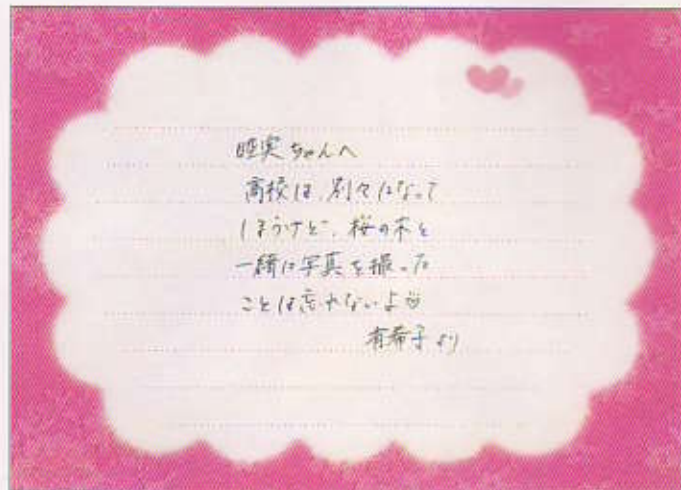 睦実ちゃんへ
高校は、別々になって
しまうけど、桜の木と
一緒に写真を撮った
ことは忘れないよ♡
有希子より